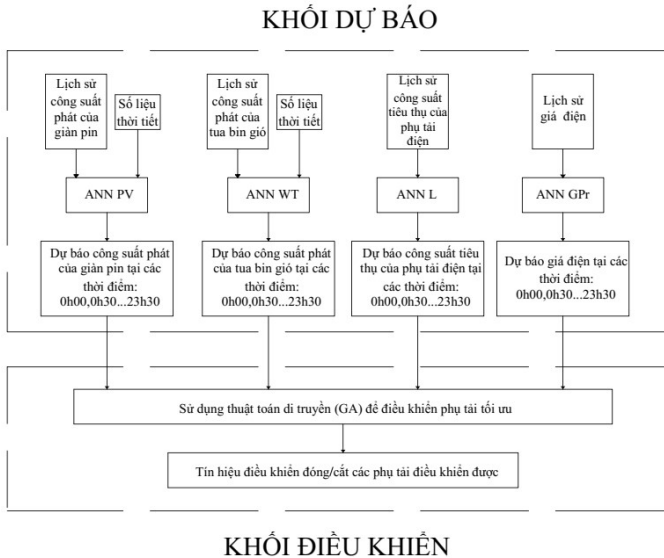 KHỐI DỰ BÁO
Lịch sử
công suất
phát của
giàn pin
Số liệu
thời tiết
Lịch sử
công suất
phát của
tua bin gió
Số liệu
thời tiết
Lịch sử
công suất
tiêu thụ của
phụ tải
điện
Lịch sử
giá điện
ANN PV
ANN WT
ANN L
ANN GPr
Dự báo công suất phát
của giàn pin tại các
thời điểm:
0h00,0h30...23h30
Dự báo công suất phát
của tua bin gió tại các
thời điểm:
0h00,0h30...23h30
Dự báo công suất tiêu
thụ của phụ tải điện tại
các thời điểm:
0h00,0h30...23h30
Dự báo giá điện tại các
thời điểm:
0h00,0h30...23h30
Sử dụng thuật toán di truyền (GA) để điều khiển phụ tải tối ưu
Tín hiệu điều khiển đóng/cắt các phụ tải điều khiển được
KHỐI ĐIỀU KHIỂN